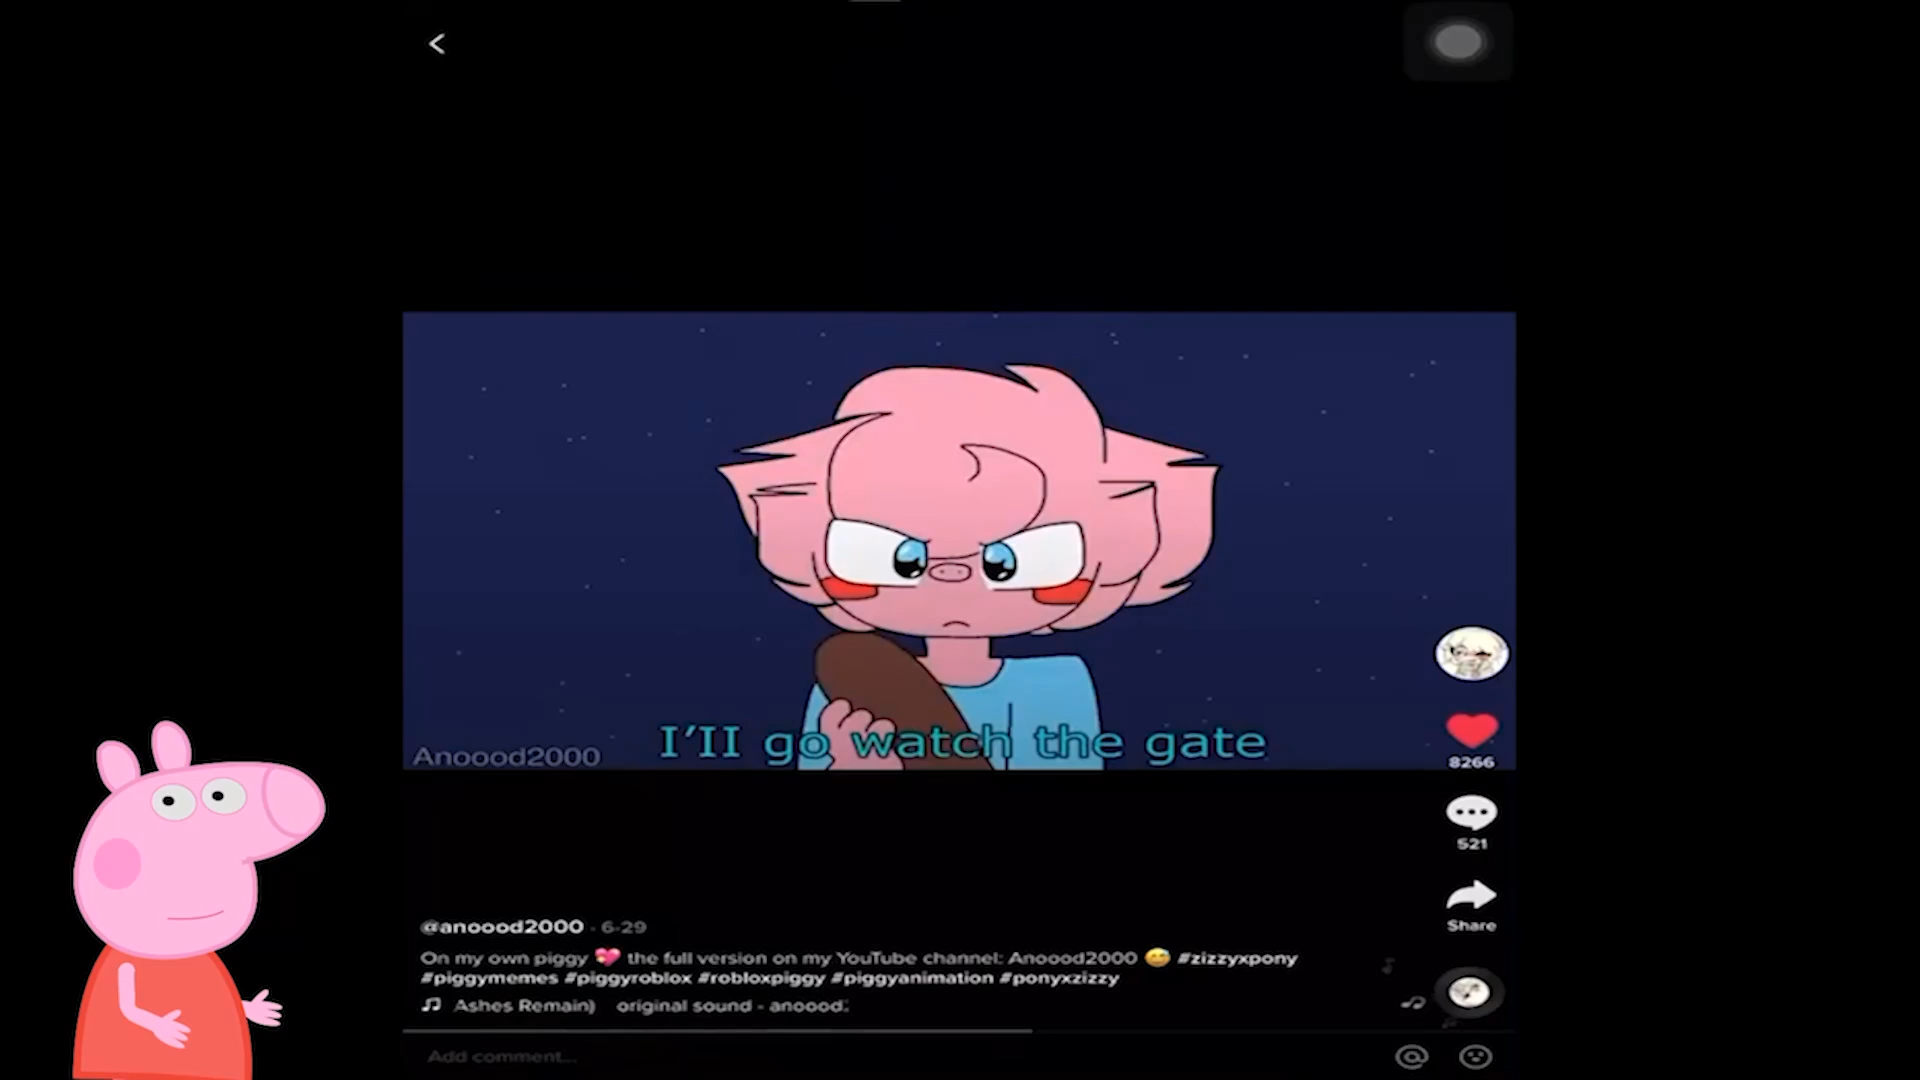 I'II go watch the gate
Anoood2000
8266
521
Share
@anoood2000 · 6-29
On my own piggy 💖 the full version on my YouTube channel: Anoood2000 😅 #zizzyxpony
#piggymemes #piggyroblox #robloxpiggy #piggyanimation #ponyxzizzy
Ashes Remain) original sound - anoood
Add comment...